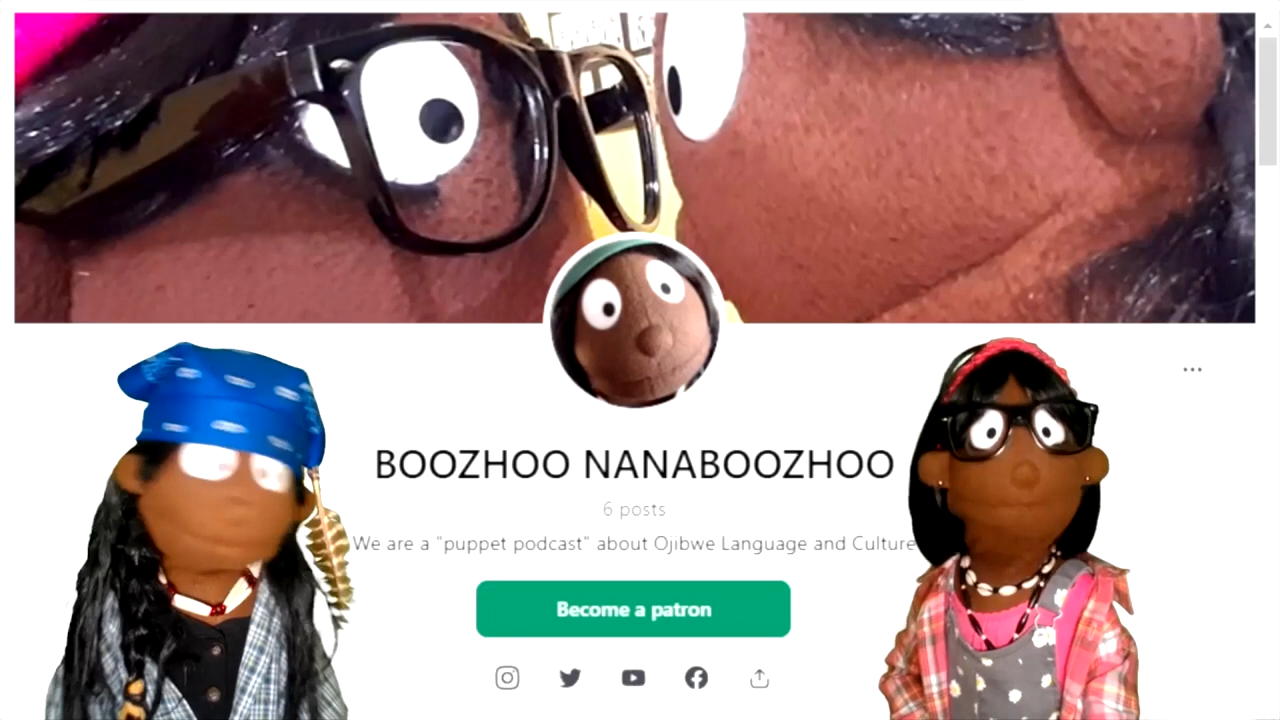 BOOZHOO NANABOOZHOO
6 posts
We are a "puppet podcast" about Ojibwe Language and Culture
Become a patron